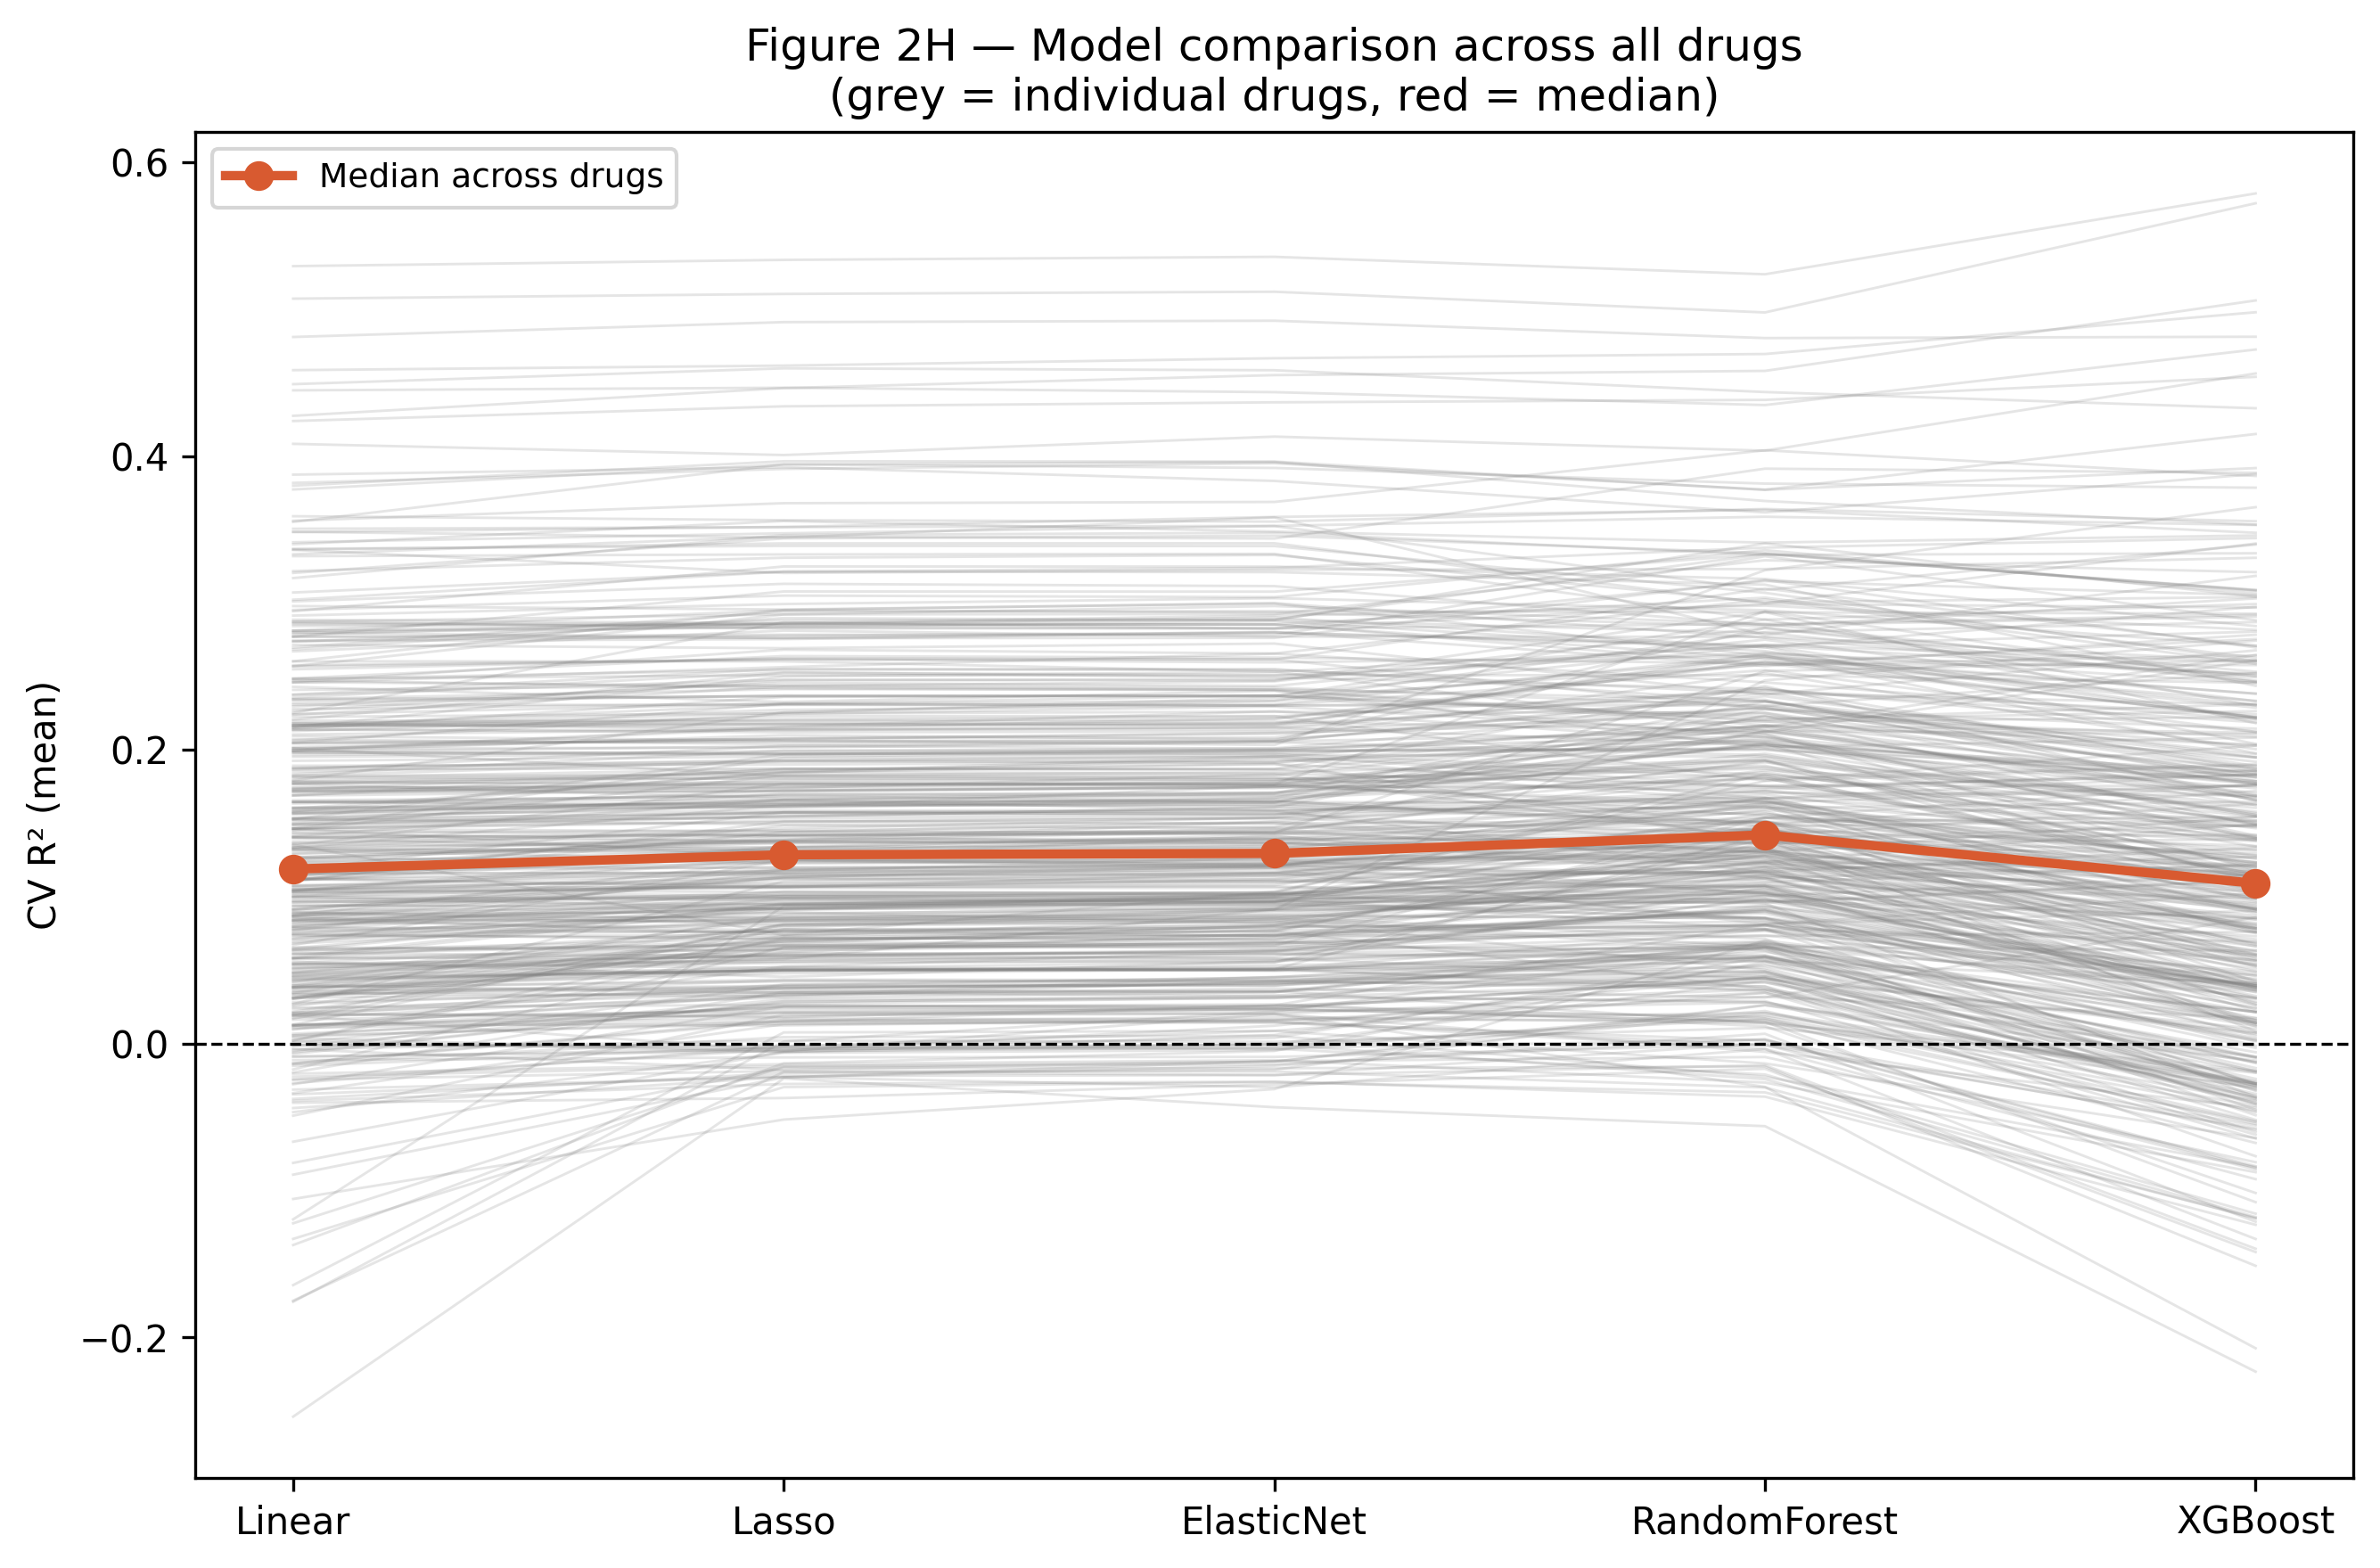 Figure 2H — Model comparison across all drugs
(grey = individual drugs, red = median)
Median across drugs
CV R² (mean)
0.6
0.4
0.2
0.0
−0.2
Linear
Lasso
ElasticNet
RandomForest
XGBoost